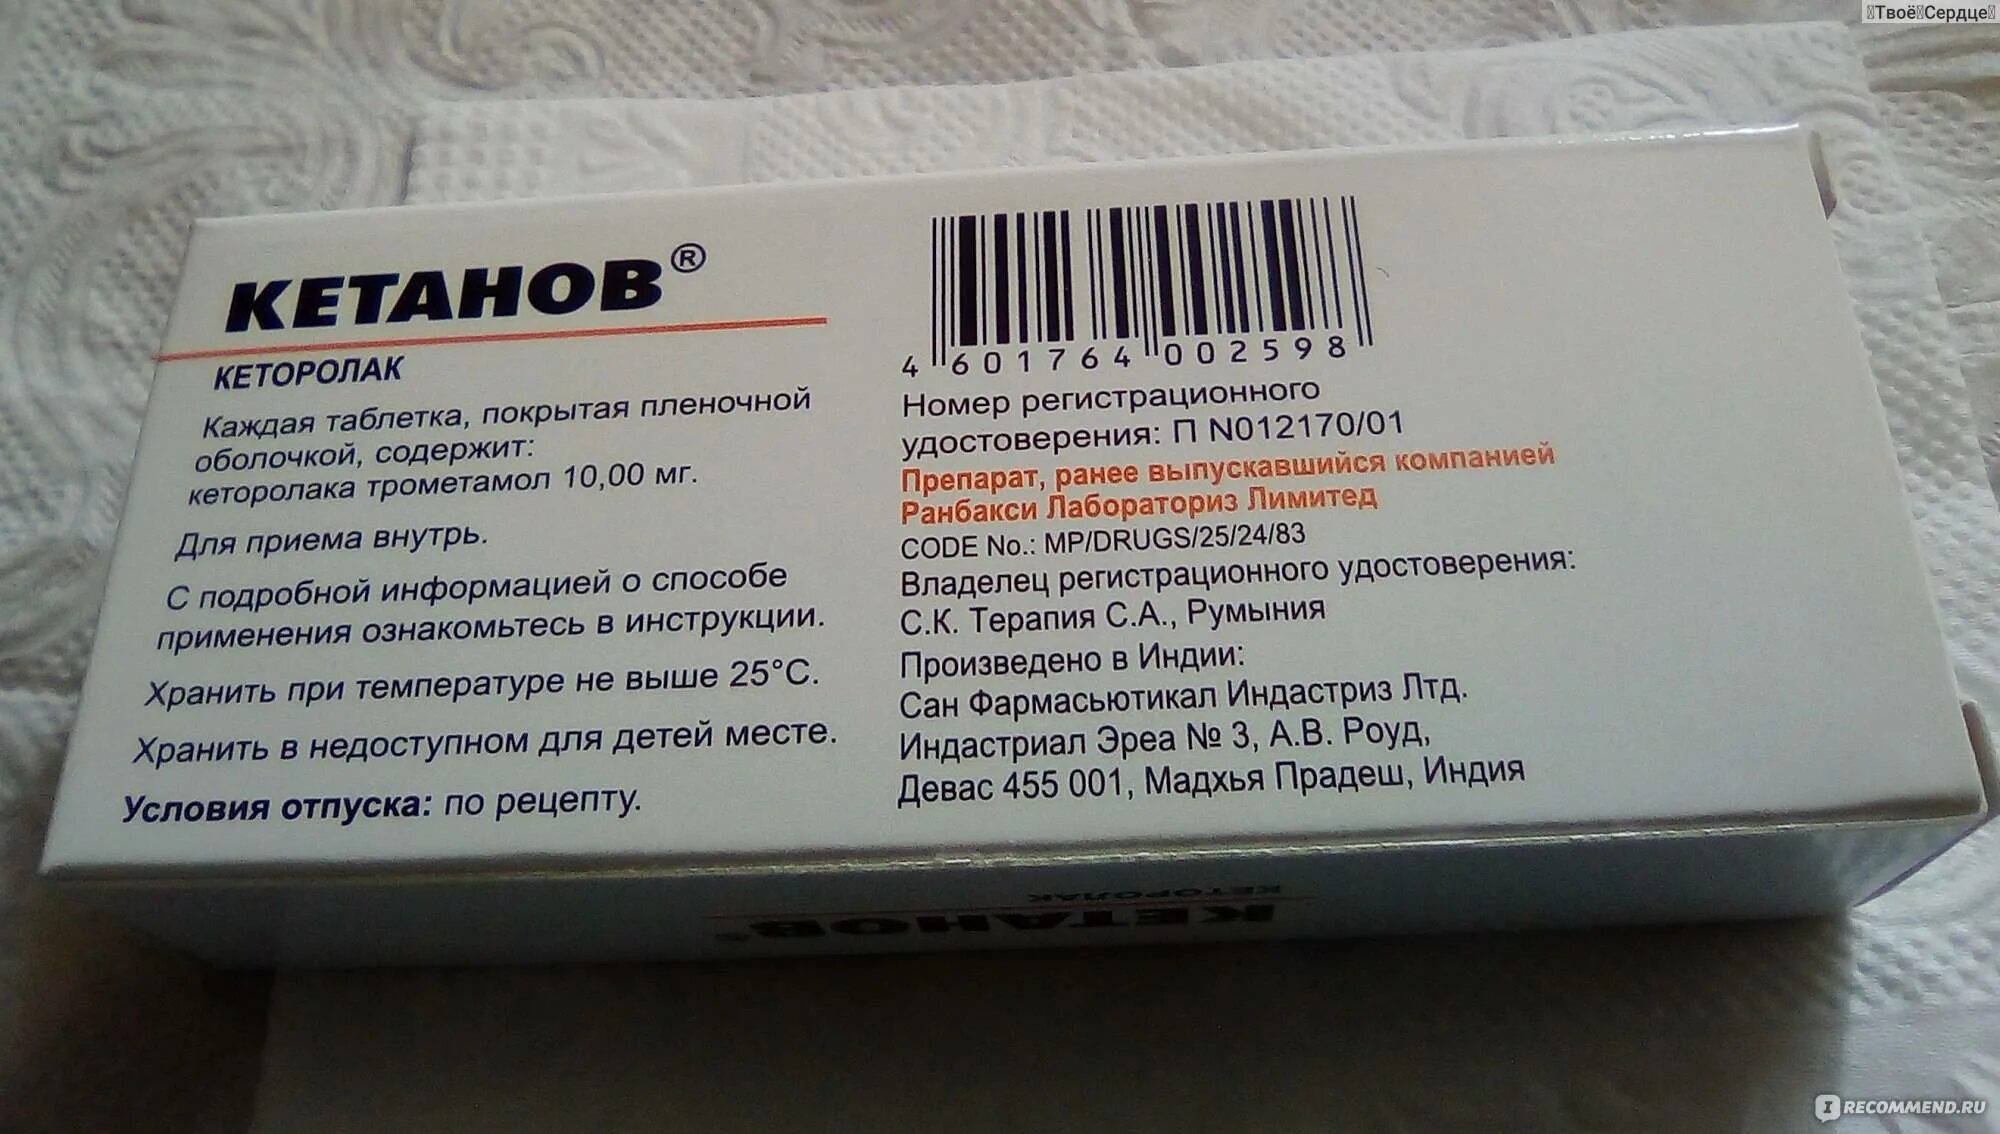 Твоё Сердце
КЕТАНОВ®
КЕТОРОЛАК
Каждая таблетка, покрытая пленочной
оболочкой, содержит:
кеторолака трометамол 10,00 мг.
Для приема внутрь.
С подробной информацией о способе
применения ознакомьтесь в инструкции.
Хранить при температуре не выше 25°С.
Хранить в недоступном для детей месте.
Условия отпуска: по рецепту.
4 601764 002598
Номер регистрационного
удостоверения: П N012170/01
Препарат, ранее выпускавшийся компанией
Ранбакси Лабораториз Лимитед
CODE No.: MP/DRUGS/25/24/83
Владелец регистрационного удостоверения:
С.К. Терапия С.А., Румыния
Произведено в Индии:
Сан Фармасьютикал Индастриз Лтд.
Индастриал Эреа № 3, А.В. Роуд,
Девас 455 001, Мадхья Прадеш, Индия
КЕТОРОЛАК
КЕТАНОВ®
I RECOMMEND.RU